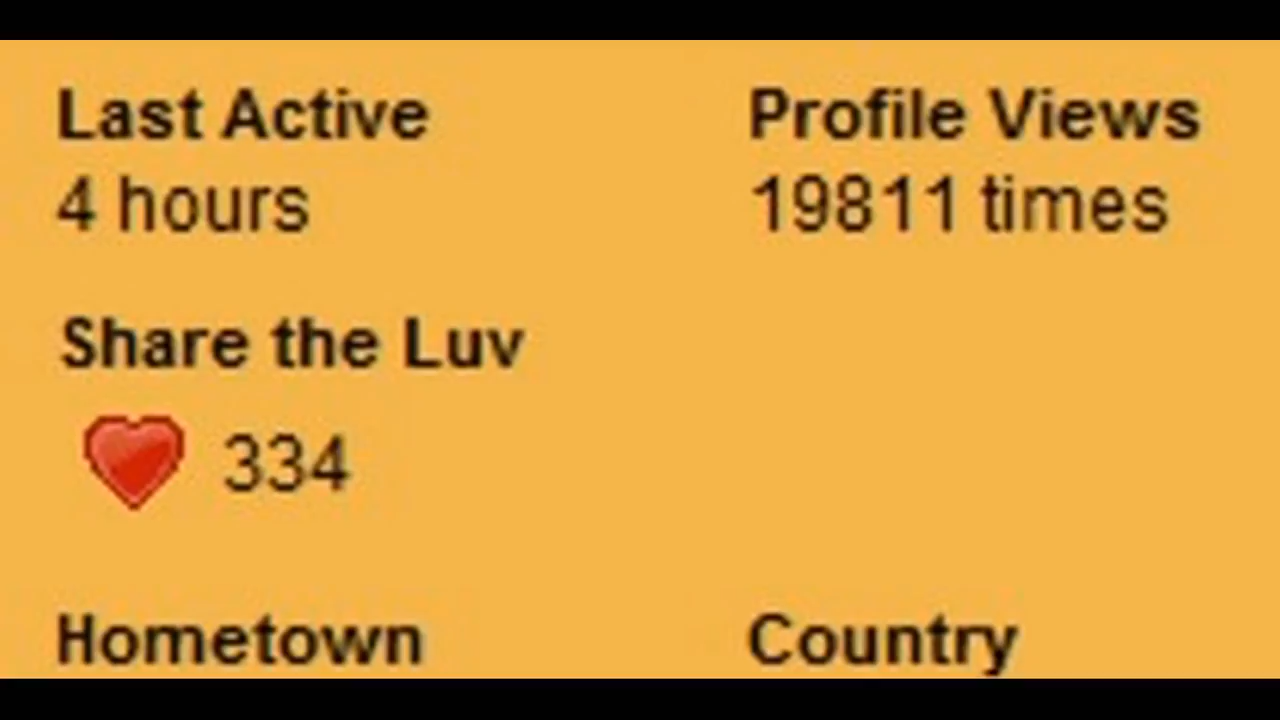 Last Active
Profile Views
4 hours
19811 times
Share the Luv
334
Hometown
Country